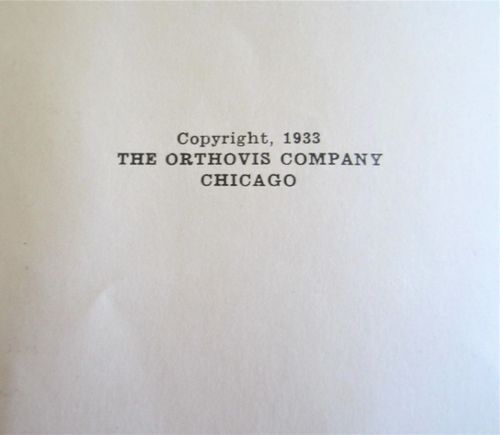 Copyright, 1933
THE ORTHOVIS COMPANY
CHICAGO